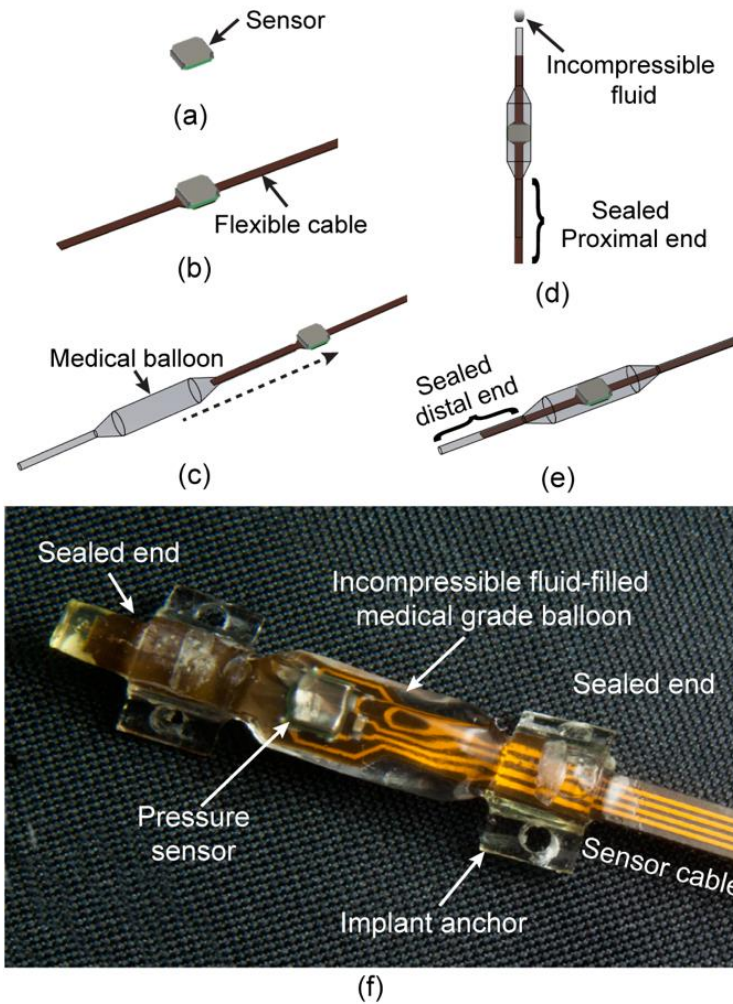 Sensor
(a)
Flexible cable
(b)
Medical balloon
(c)
Incompressible
fluid
Sealed
Proximal end
(d)
Sealed
distal end
(e)
Sealed end
Incompressible fluid-filled
medical grade balloon
Sealed end
Pressure
sensor
Sensor cable
Implant anchor
(f)